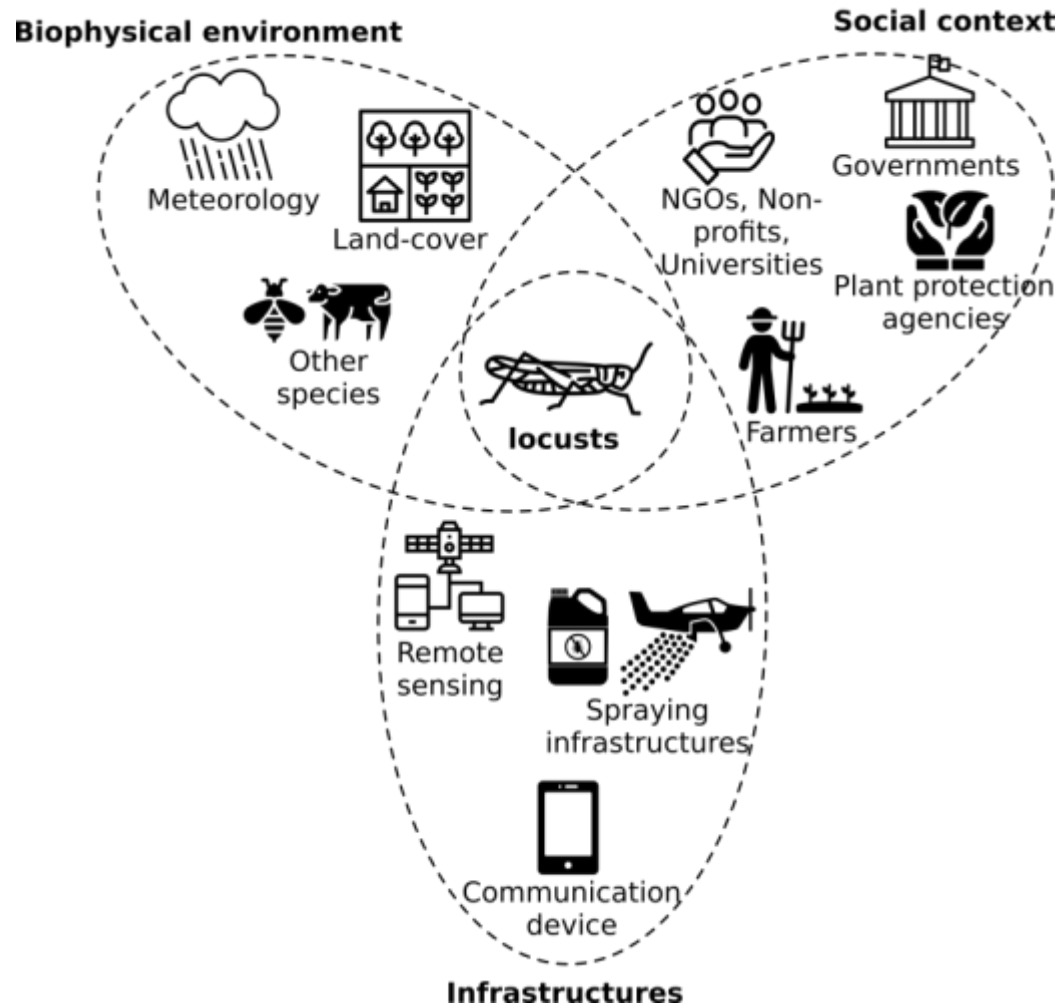 Biophysical environment
Social context
Meteorology
Land-cover
Other
species
NGOs, Non-
profits,
Universities
Governments
Plant protection
agencies
Farmers
locusts
Remote
sensing
Spraying
infrastructures
Communication
device
Infrastructures